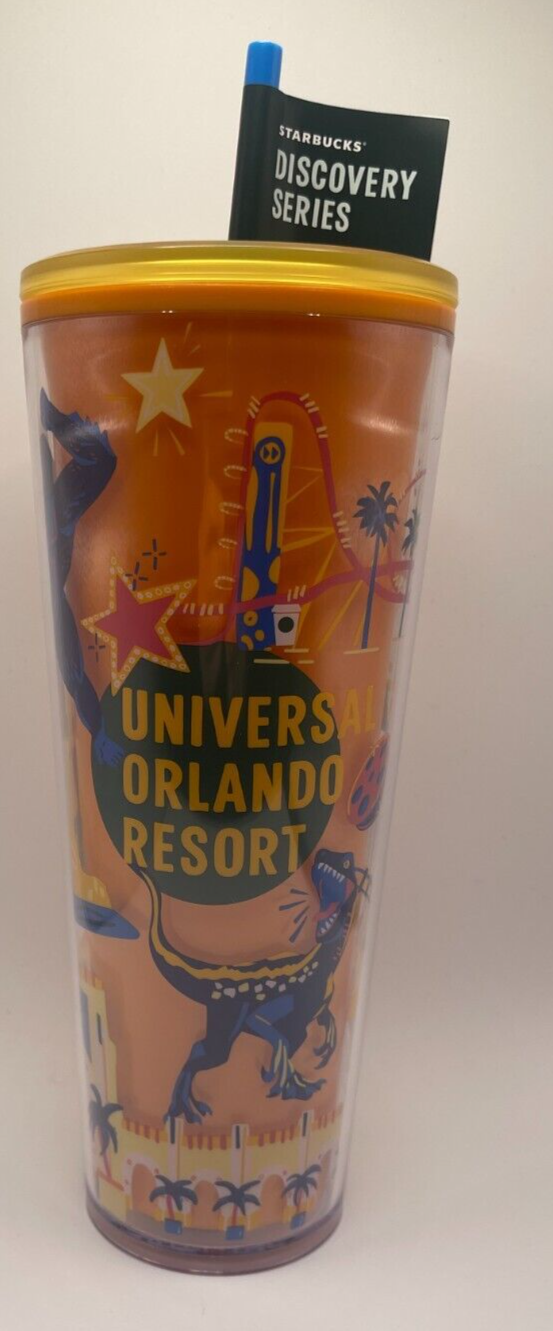 STARBUCKS®
DISCOVERY
SERIES
UNIVERSAL
ORLANDO
RESORT